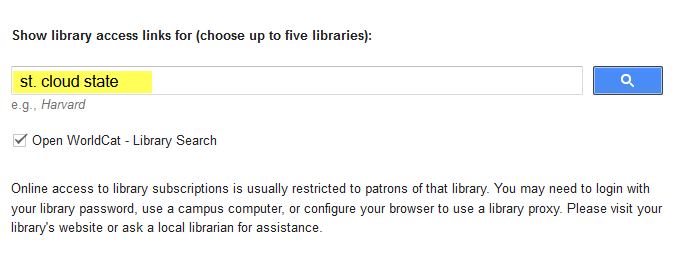 Show library access links for (choose up to five libraries):
st. cloud state
e.g., Harvard
Open WorldCat - Library Search
Online access to library subscriptions is usually restricted to patrons of that library. You may need to login with
your library password, use a campus computer, or configure your browser to use a library proxy. Please visit your
library's website or ask a local librarian for assistance.